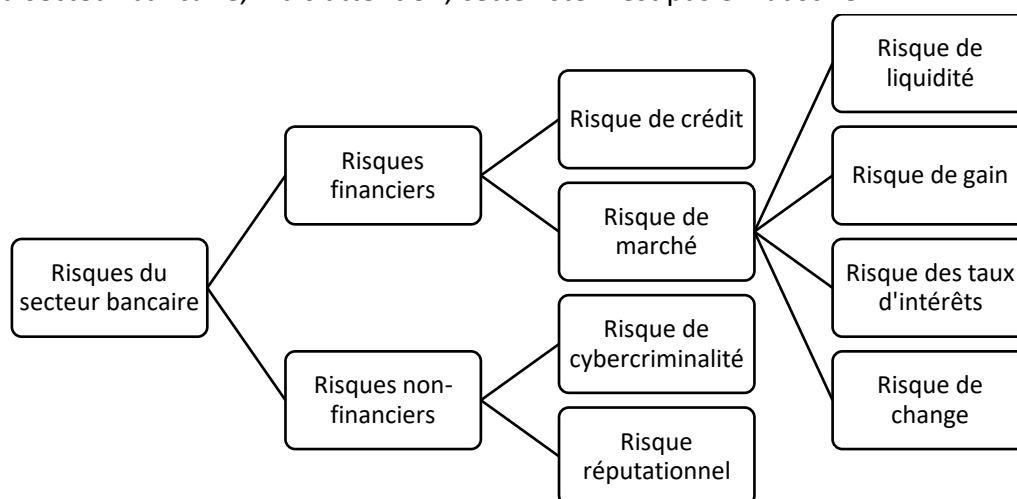 Risque de
liquidité
Risque de crédit
Risques
financiers
Risque de gain
Risque de
marché
Risques du
secteur bancaire
Risque des taux
d'intérêts
Risque de
cybercriminalité
Risques non-
financiers
Risque de
change
Risque
réputationnel